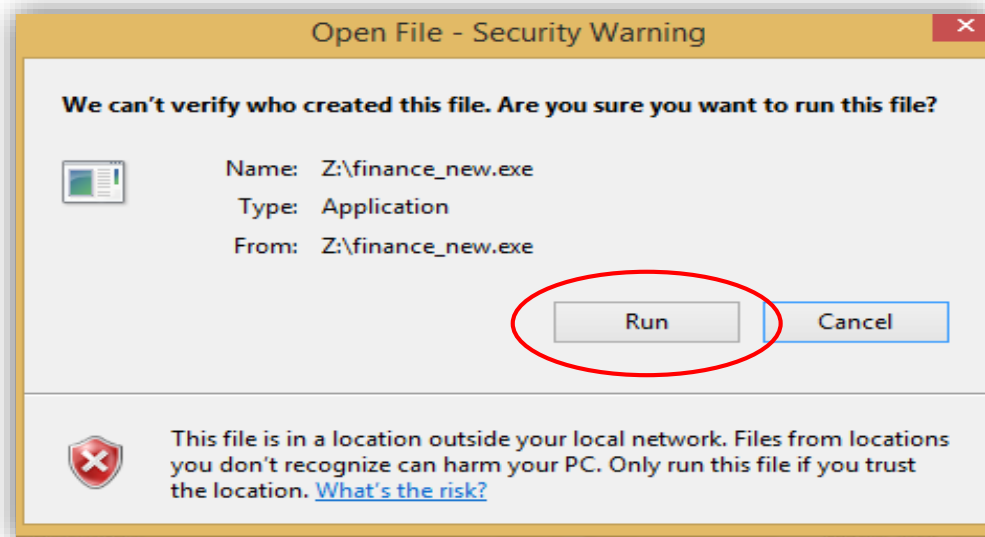 Open File - Security Warning
We can't verify who created this file. Are you sure you want to run this file?
Name: Z:\finance_new.exe
Type: Application
From: Z:\finance_new.exe
Run Cancel
This file is in a location outside your local network. Files from locations
you don't recognize can harm your PC. Only run this file if you trust
the location. What's the risk?